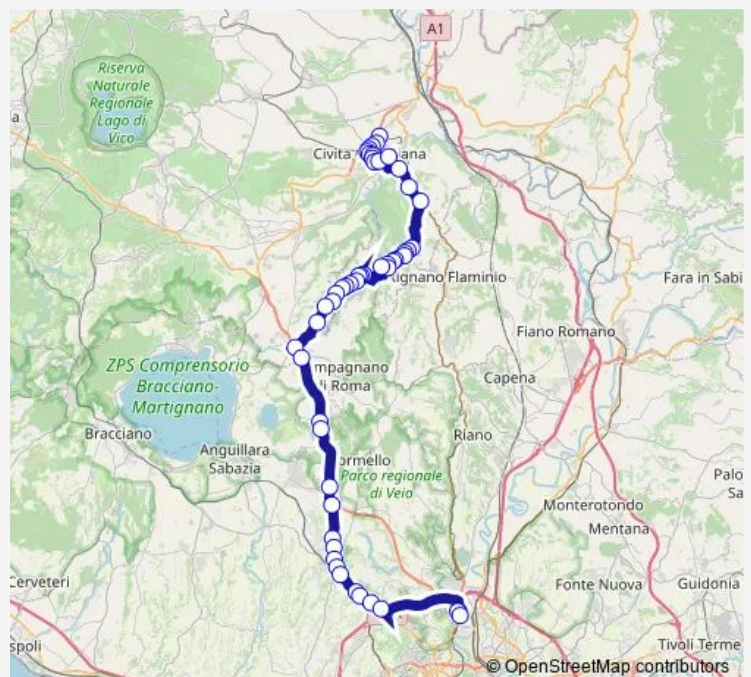 A1
Riserva
Naturale
Regionale
Lago di
Vico
Civita
ana
ignano Flaminio
Fara in Sabi
Fiano Romano
ZPS Comprensorio
Bracciano-
Martignano
mpagnano
di Roma
Capena
Bracciano
Anguillara
Sabazia
Riano
ormello
Parco regionale
di Veio
Palo
Sa
Monterotondo
Mentana
Cerveteri
Fonte Nuova
Guidonia
spoli
Tivoli Terme
© OpenStreetMap contributors